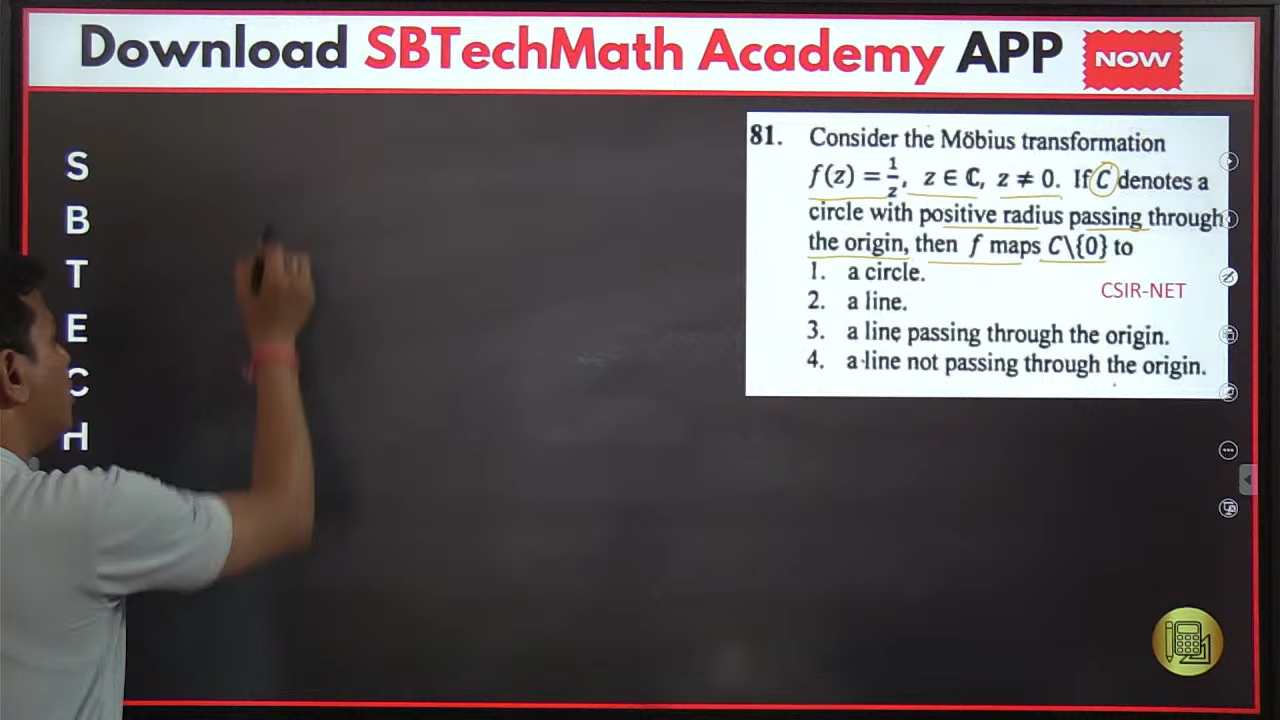 Download SBTechMath Academy APP NOW
S
B
T
E
C
H
81. Consider the Möbius transformation
f(z) = 1/z, z ∈ ℂ, z ≠ 0. If C denotes a
circle with positive radius passing through
the origin, then f maps C\{0} to
1. a circle.
CSIR-NET
2. a line.
3. a line passing through the origin.
4. a line not passing through the origin.